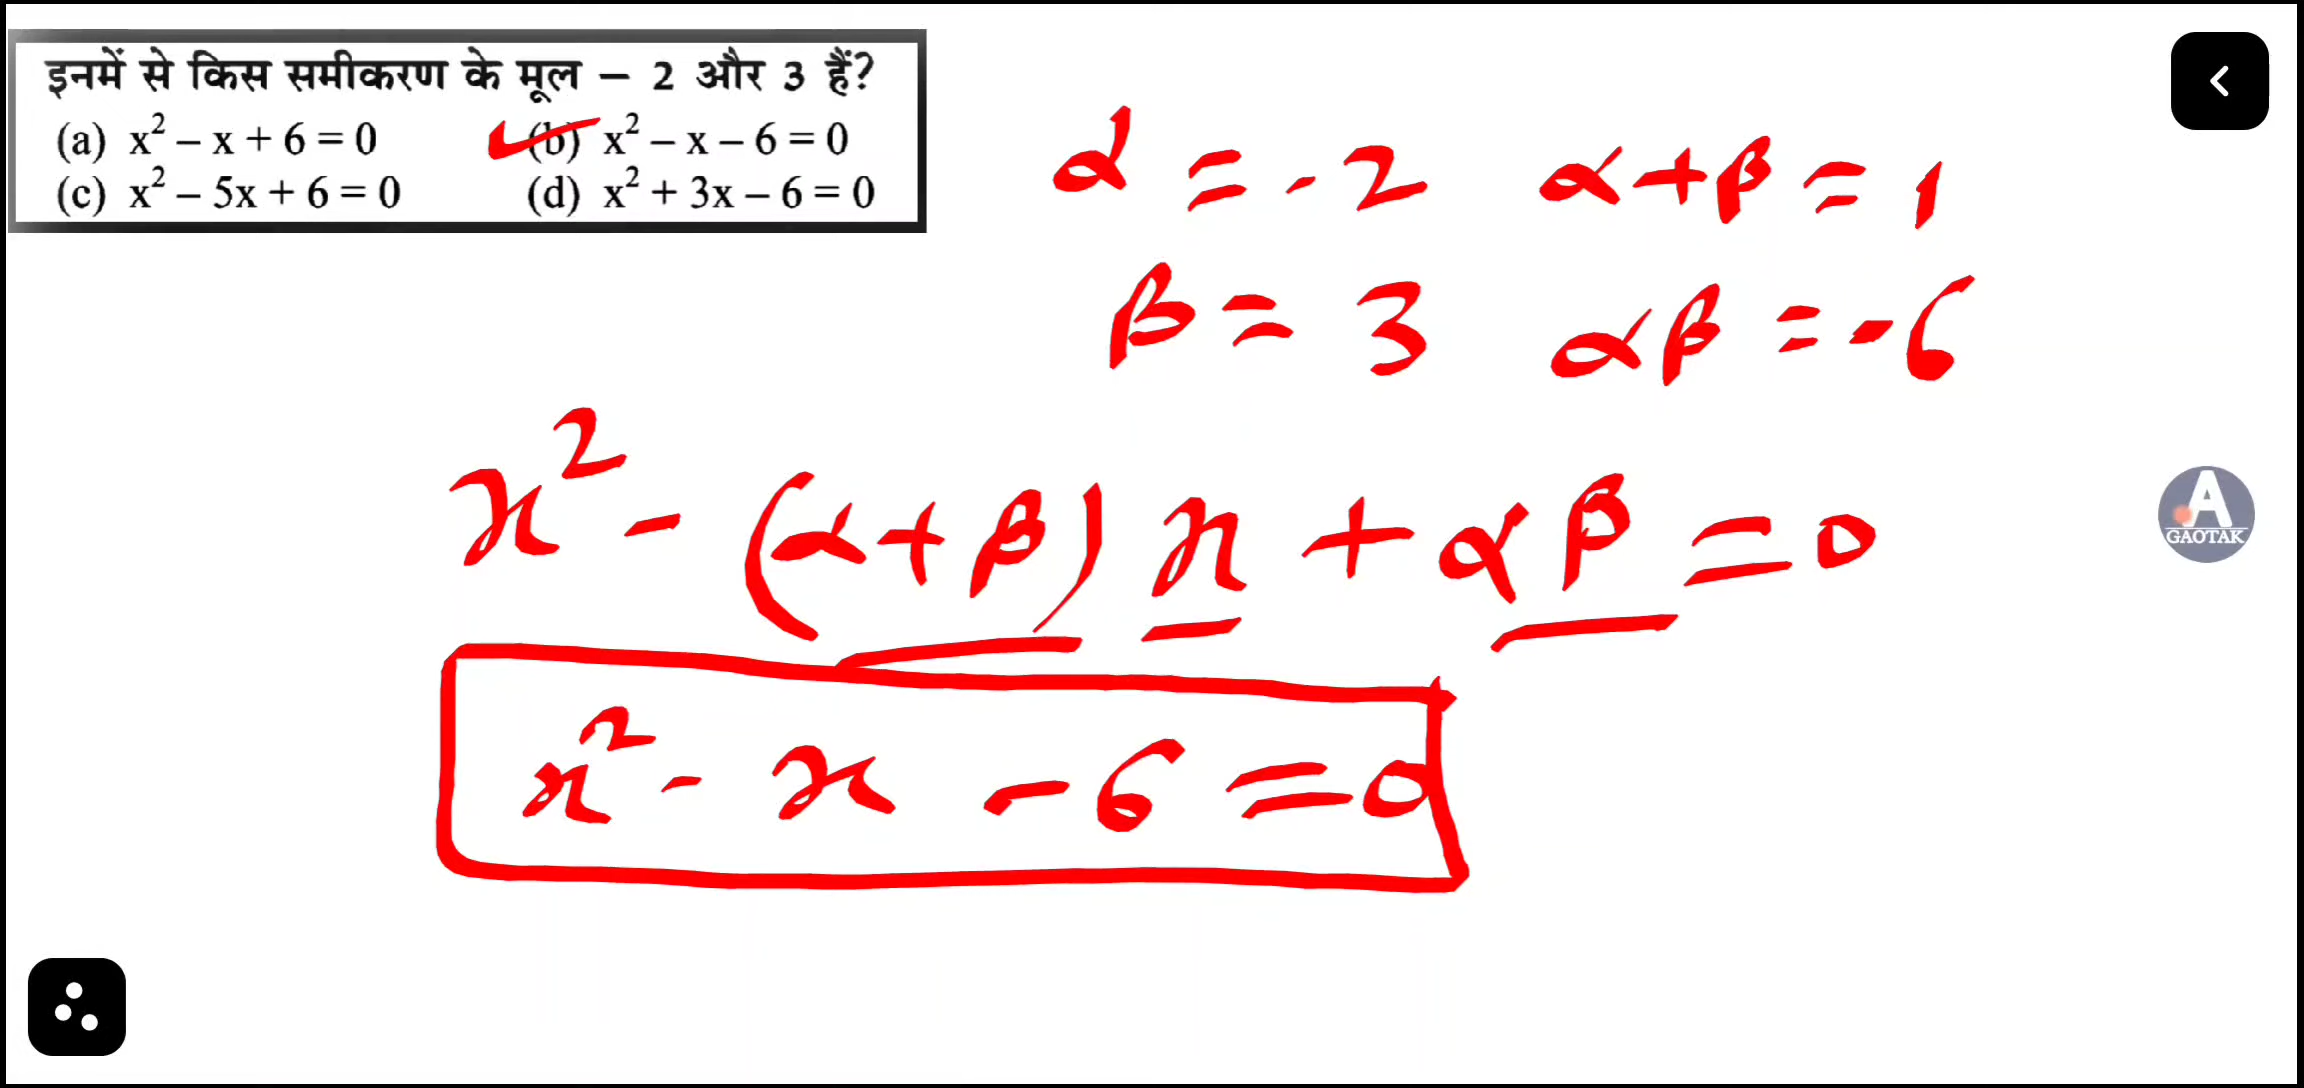 इनमें से किस समीकरण के मूल – 2 और 3 हैं?
(a) x² – x + 6 = 0 (b) x² – x – 6 = 0
(c) x² – 5x + 6 = 0 (d) x² + 3x – 6 = 0
α = -2 α+β = 1
β = 3 αβ = -6
x² - (α+β) x + αβ = 0
x² - x - 6 = 0
A
GAOTAK